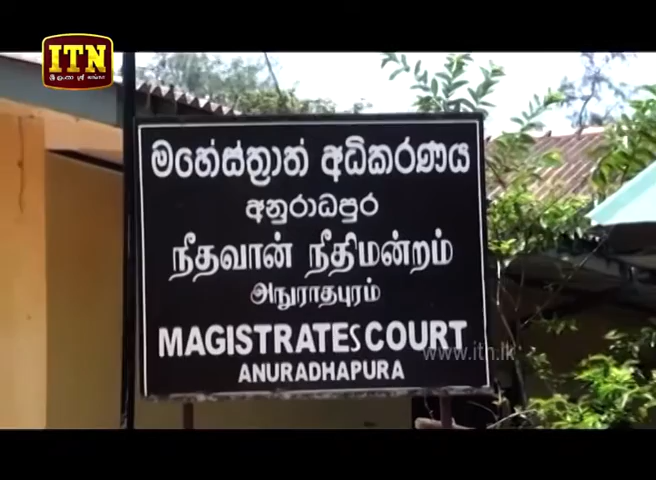 ITN
මහේස්ත්‍රාත් අධිකරණය
අනුරාධපුර
நீதவான் நீதிமன்றம்
அநுராதபுரம்
MAGISTRATES COURT
ANURADHAPURA
www.itn.lk